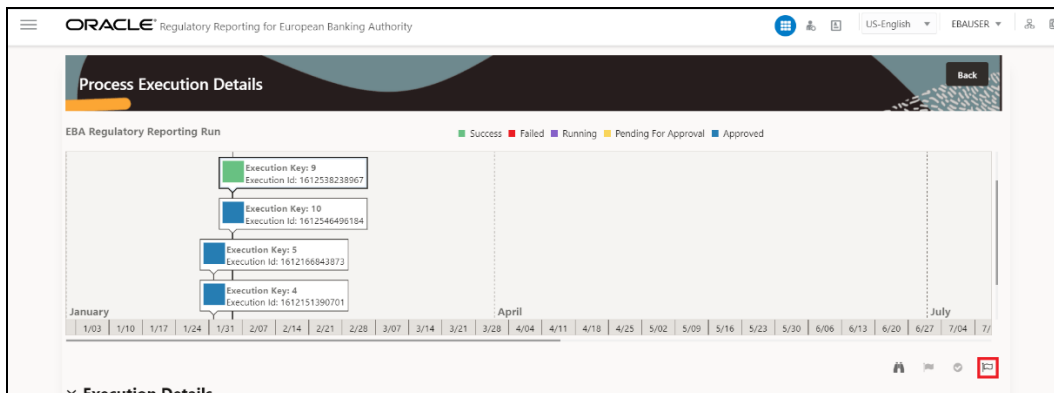 ORACLE® Regulatory Reporting for European Banking Authority
US-English
EBAUSER
Process Execution Details
Back
EBA Regulatory Reporting Run
Success Failed Running Pending For Approval Approved
Execution Key: 9
Execution Id: 1612538238967
Execution Key: 10
Execution Id: 1612546496184
Execution Key: 5
Execution Id: 1612166843873
Execution Key: 4
Execution Id: 1612151390701
January April July
1/03 1/10 1/17 1/24 1/31 2/07 2/14 2/21 2/28 3/07 3/14 3/21 3/28 4/04 4/11 4/18 4/25 5/02 5/09 5/16 5/23 5/30 6/06 6/13 6/20 6/27 7/04 7/
Execution Details